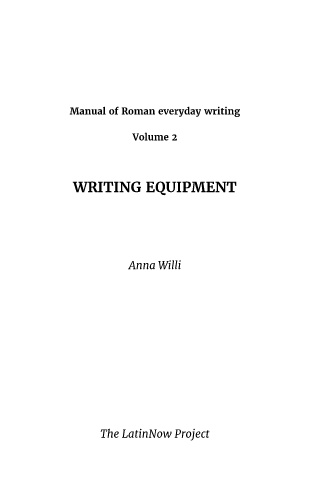 Manual of Roman everyday writing
Volume 2
WRITING EQUIPMENT
Anna Willi
The LatinNow Project